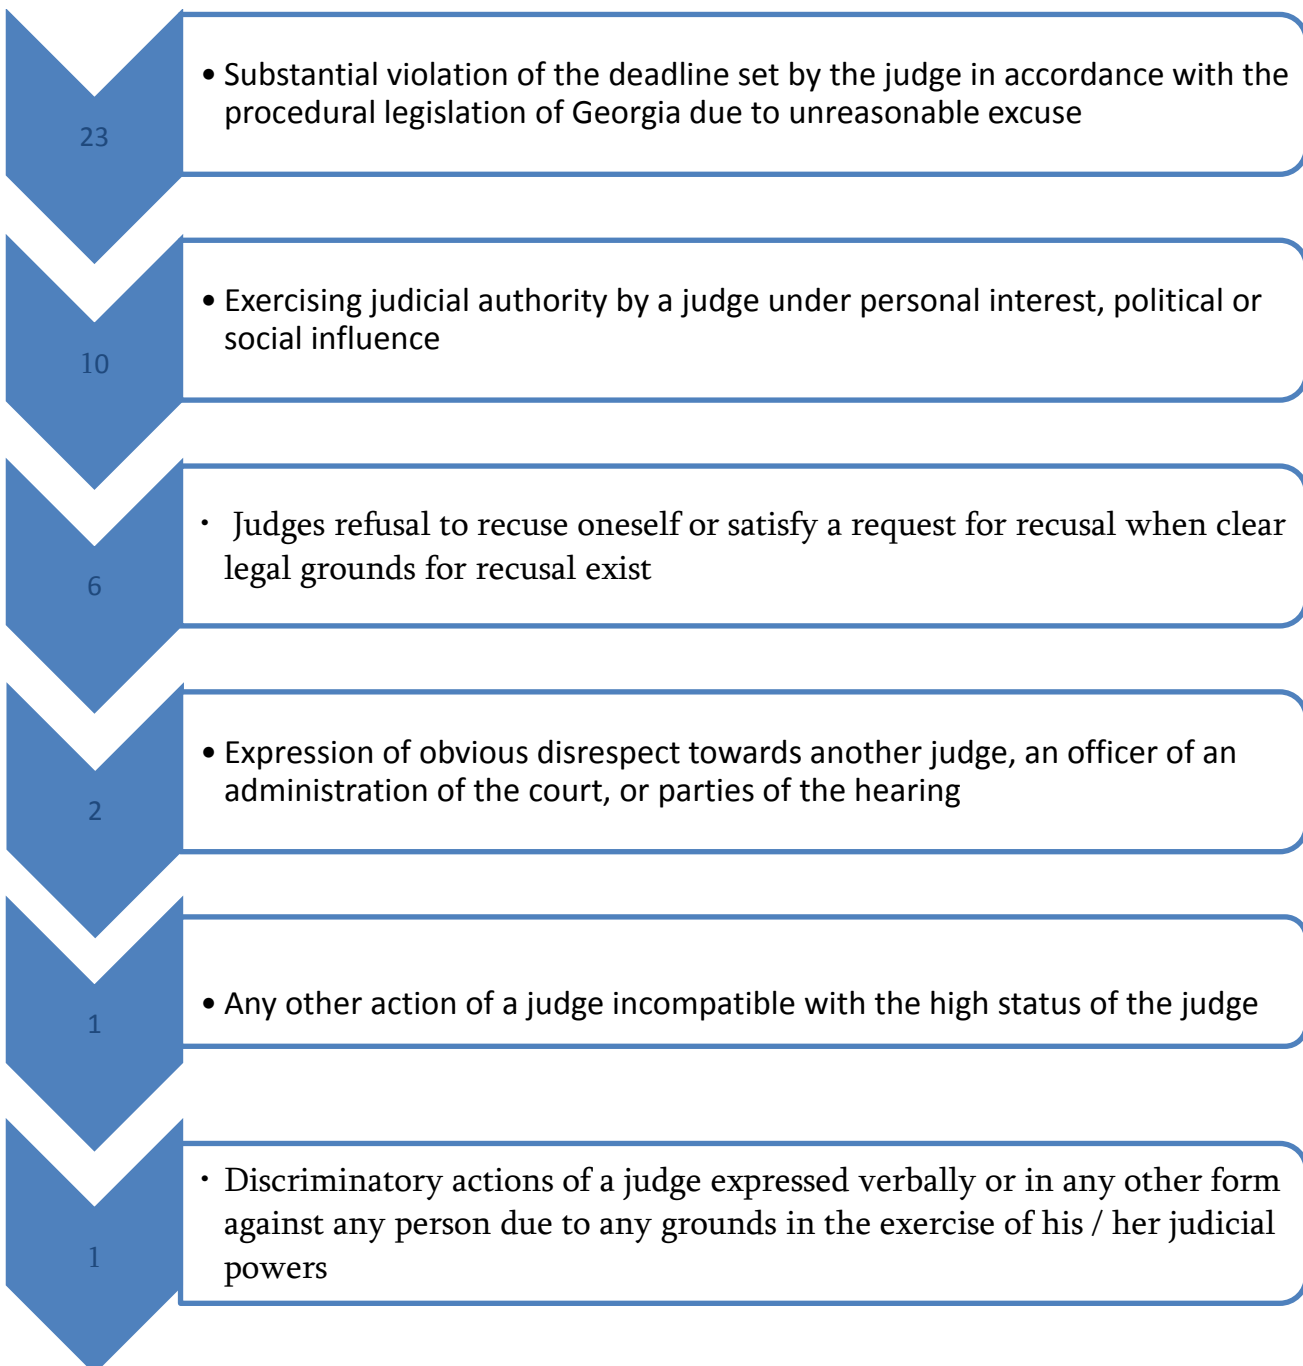 23
• Substantial violation of the deadline set by the judge in accordance with the
procedural legislation of Georgia due to unreasonable excuse
10
• Exercising judicial authority by a judge under personal interest, political or
social influence
6
• Judges refusal to recuse oneself or satisfy a request for recusal when clear
legal grounds for recusal exist
2
• Expression of obvious disrespect towards another judge, an officer of an
administration of the court, or parties of the hearing
1
• Any other action of a judge incompatible with the high status of the judge
1
• Discriminatory actions of a judge expressed verbally or in any other form
against any person due to any grounds in the exercise of his / her judicial
powers